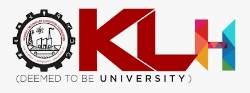 KLH
(DEEMED TO BE UNIVERSITY)